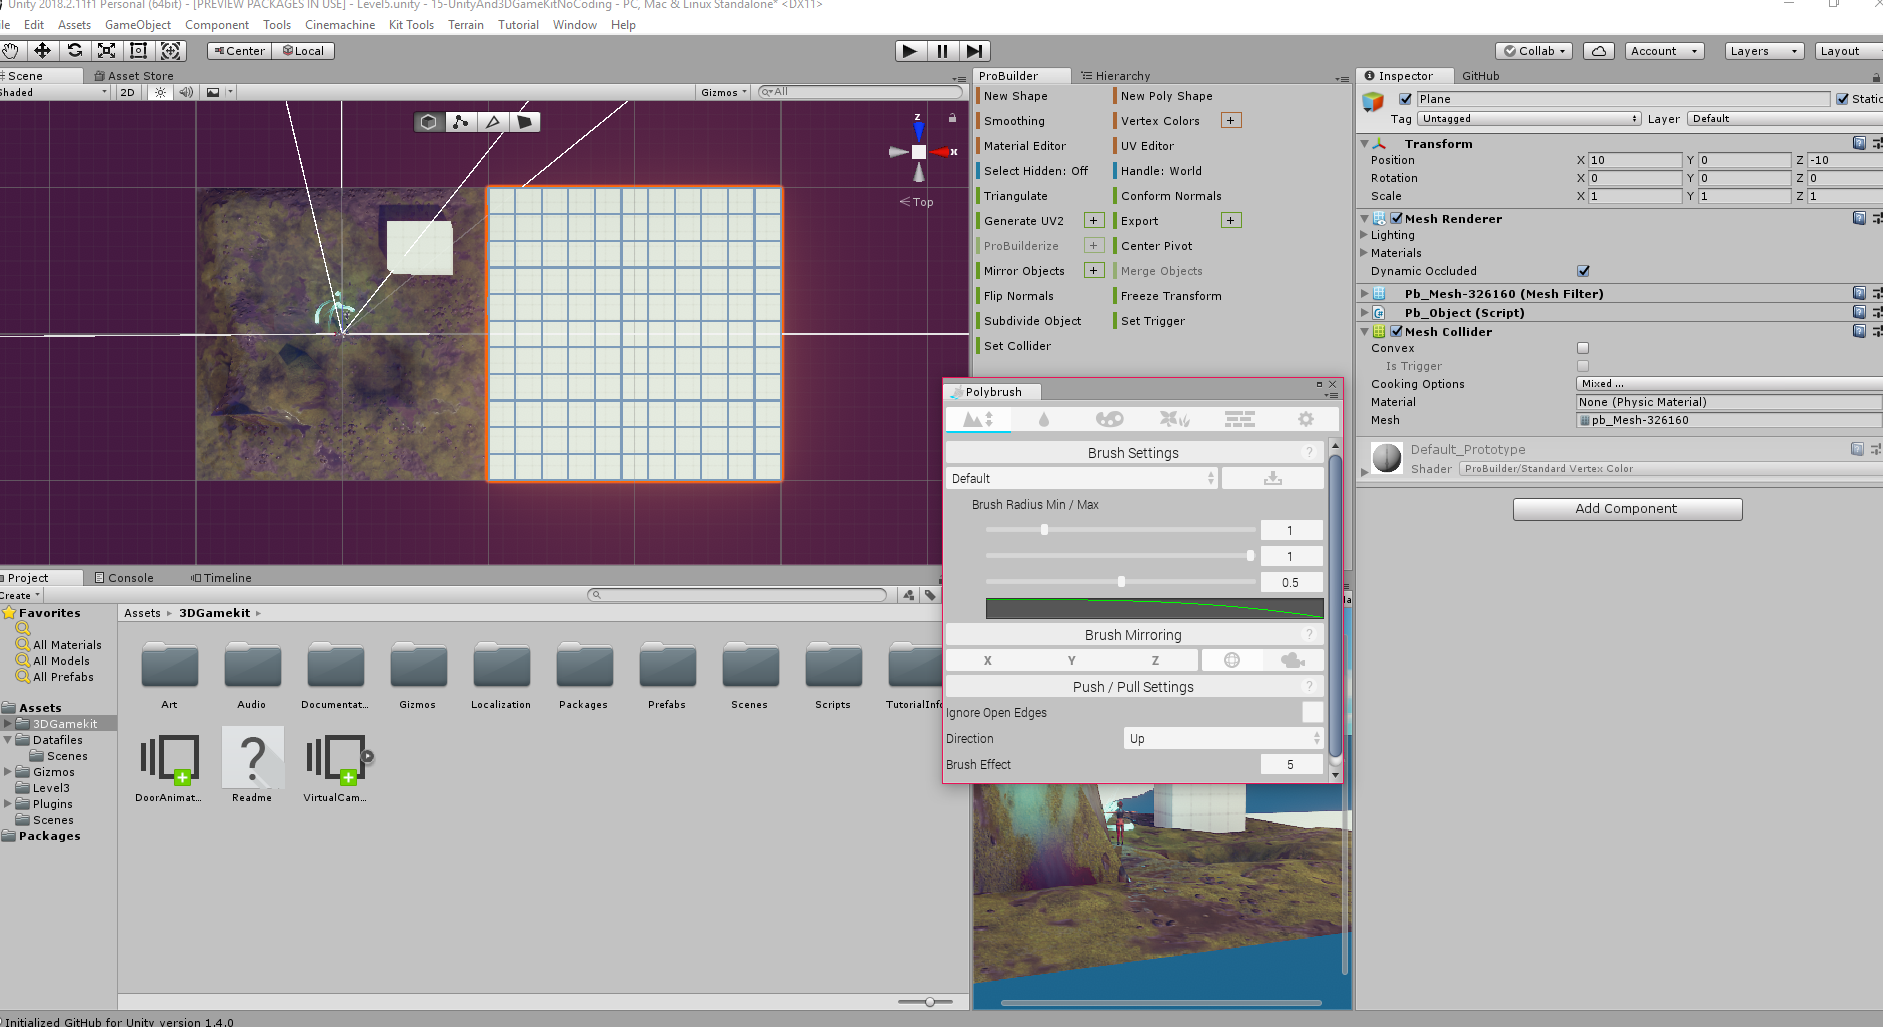 Unity 2018.2.11f1 Personal (64bit) - [PREVIEW PACKAGES IN USE] - Level5.unity - 15-UnityAnd3DGameKitNoCoding - PC, Mac & Linux Standalone* <DX11>
ile Edit Assets GameObject Component Tools Cinemachine Kit Tools Terrain Tutorial Window Help
Center Local
Collab Account Layers Layout
Scene Asset Store
Shaded 2D Gizmos All
z
x
Top
ProBuilder Hierarchy
New Shape New Poly Shape
Smoothing Vertex Colors +
Material Editor UV Editor
Select Hidden: Off Handle: World
Triangulate Conform Normals
Generate UV2 + Export +
ProBuilderize + Center Pivot
Mirror Objects + Merge Objects
Flip Normals Freeze Transform
Subdivide Object Set Trigger
Set Collider
Inspector GitHub
Plane Static
Tag Untagged Layer Default
Transform
Position X 10 Y 0 Z -10
Rotation X 0 Y 0 Z 0
Scale X 1 Y 1 Z 1
Mesh Renderer
Lighting
Materials
Dynamic Occluded
Pb_Mesh-326160 (Mesh Filter)
Pb_Object (Script)
Mesh Collider
Convex
Is Trigger
Cooking Options Mixed ...
Material None (Physic Material)
Mesh pb_Mesh-326160
Default_Prototype
Shader ProBuilder/Standard Vertex Color
Add Component
Polybrush
Brush Settings ?
Default
Brush Radius Min / Max
1
1
0.5
Brush Mirroring ?
X Y Z
Push / Pull Settings ?
Ignore Open Edges
Direction Up
Brush Effect 5
Project Console Timeline
Create
Favorites
All Materials
All Models
All Prefabs
Assets
3DGamekit
Datafiles
Scenes
Gizmos
Level3
Plugins
Scenes
Packages
Assets 3DGamekit
Art Audio Documentat... Gizmos Localization Packages Prefabs Scenes Scripts TutorialInfo
?
DoorAnimat... Readme VirtualCam...
Initialized GitHub for Unity version 1.4.0